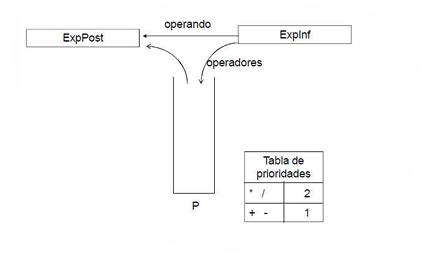 operando
ExpPost
ExpInf
operadores
Tabla de
prioridades
* / 2
+ - 1
P